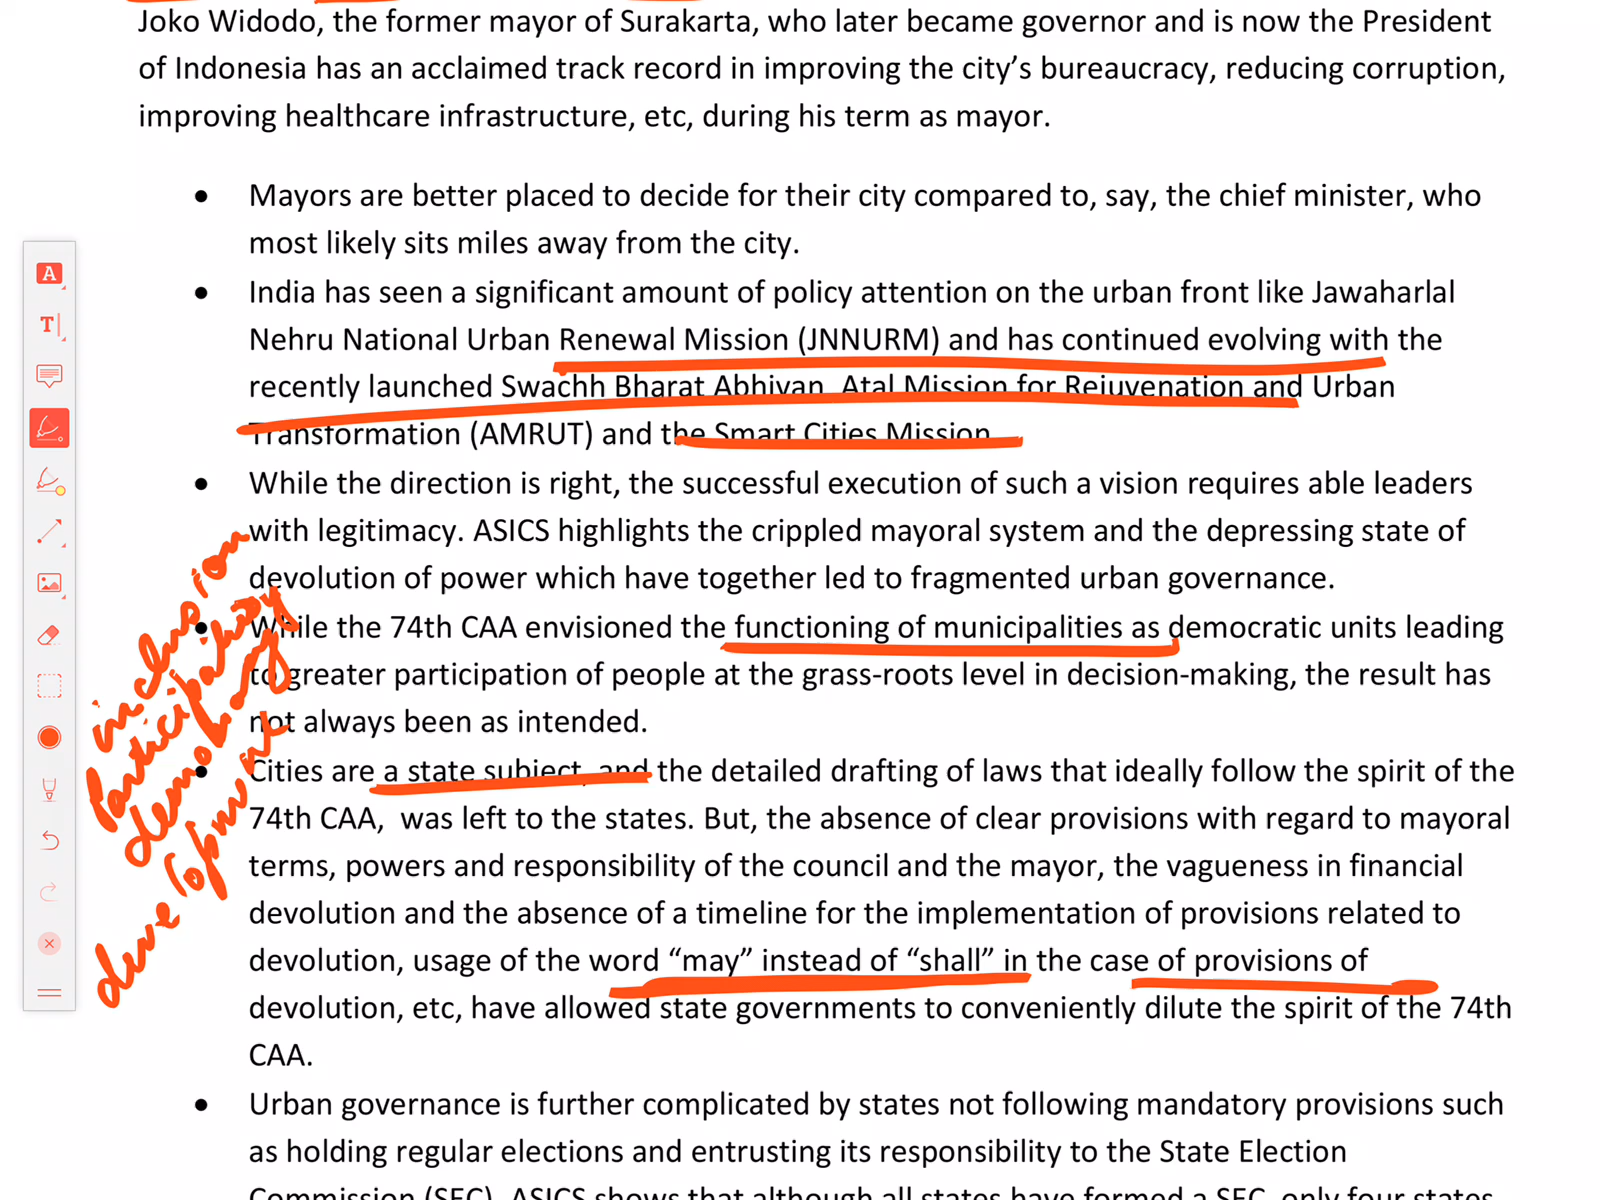 Joko Widodo, the former mayor of Surakarta, who later became governor and is now the President
of Indonesia has an acclaimed track record in improving the city’s bureaucracy, reducing corruption,
improving healthcare infrastructure, etc, during his term as mayor.
• Mayors are better placed to decide for their city compared to, say, the chief minister, who
most likely sits miles away from the city.
• India has seen a significant amount of policy attention on the urban front like Jawaharlal
Nehru National Urban Renewal Mission (JNNURM) and has continued evolving with the
recently launched Swachh Bharat Abhiyan, Atal Mission for Rejuvenation and Urban
Transformation (AMRUT) and the Smart Cities Mission
• While the direction is right, the successful execution of such a vision requires able leaders
with legitimacy. ASICS highlights the crippled mayoral system and the depressing state of
devolution of power which have together led to fragmented urban governance.
• While the 74th CAA envisioned the functioning of municipalities as democratic units leading
to greater participation of people at the grass-roots level in decision-making, the result has
not always been as intended.
• Cities are a state subject, and the detailed drafting of laws that ideally follow the spirit of the
74th CAA,  was left to the states. But, the absence of clear provisions with regard to mayoral
terms, powers and responsibility of the council and the mayor, the vagueness in financial
devolution and the absence of a timeline for the implementation of provisions related to
devolution, usage of the word “may” instead of “shall” in the case of provisions of
devolution, etc, have allowed state governments to conveniently dilute the spirit of the 74th
CAA.
• Urban governance is further complicated by states not following mandatory provisions such
as holding regular elections and entrusting its responsibility to the State Election
Commission (SEC). ASICS shows that although all states have formed a SEC, only four states
A
T
inclusion